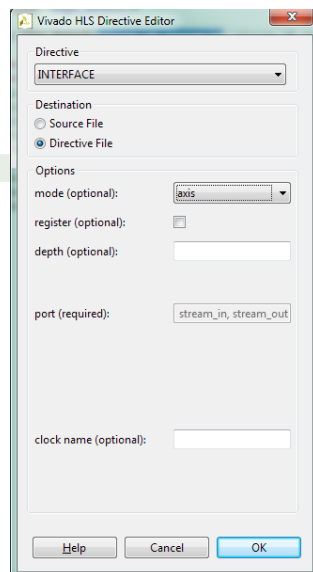 Vivado HLS Directive Editor
Directive
INTERFACE
Destination
Source File
Directive File
Options
mode (optional): axis
register (optional):
depth (optional):
port (required): stream_in, stream_out
clock name (optional):
Help Cancel OK